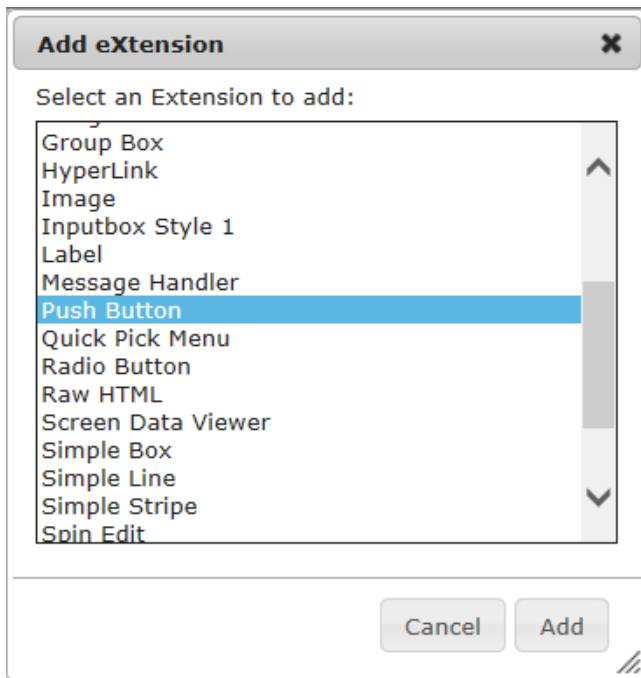 Add eXtension
Select an Extension to add:
Group Box
HyperLink
Image
Inputbox Style 1
Label
Message Handler
Push Button
Quick Pick Menu
Radio Button
Raw HTML
Screen Data Viewer
Simple Box
Simple Line
Simple Stripe
Spin Edit
Cancel Add